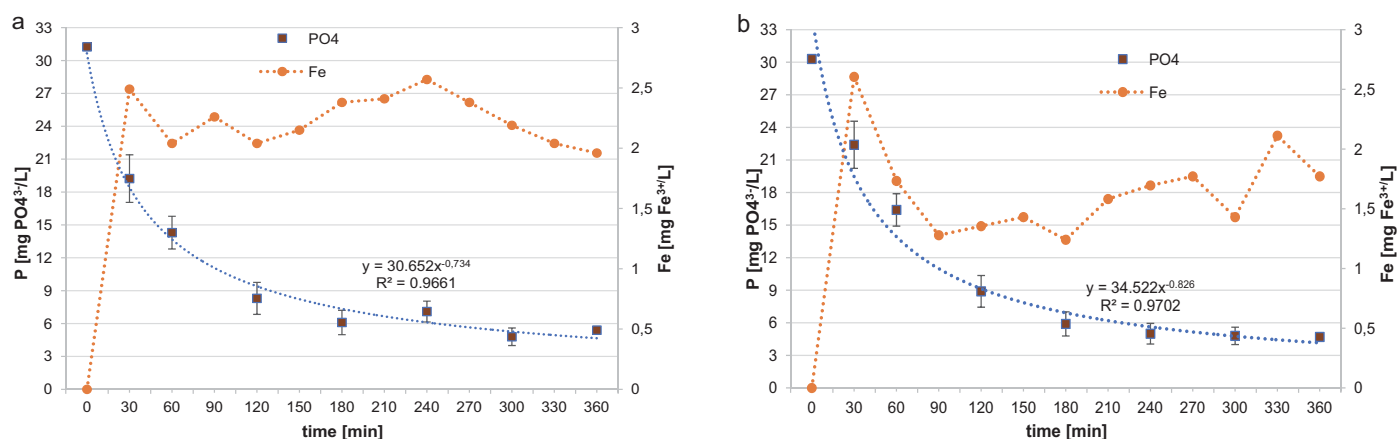 a
PO4
Fe
P [mg PO4³⁻/L]
33
30
27
24
21
18
15
12
9
6
3
0
3
2,5
2
1,5
1
0,5
0
Fe [mg Fe³⁺/L]
y = 30.652x⁻⁰,⁷³⁴
R² = 0.9661
0 30 60 90 120 150 180 210 240 270 300 330 360
time [min]
b
PO4
Fe
P [mg PO4³⁻/L]
33
30
27
24
21
18
15
12
9
6
3
0
3
2,5
2
1,5
1
0,5
0
Fe [mg Fe³⁺/L]
y = 34.522x⁻⁰·⁸²⁶
R² = 0.9702
0 30 60 90 120 150 180 210 240 270 300 330 360
time [min]